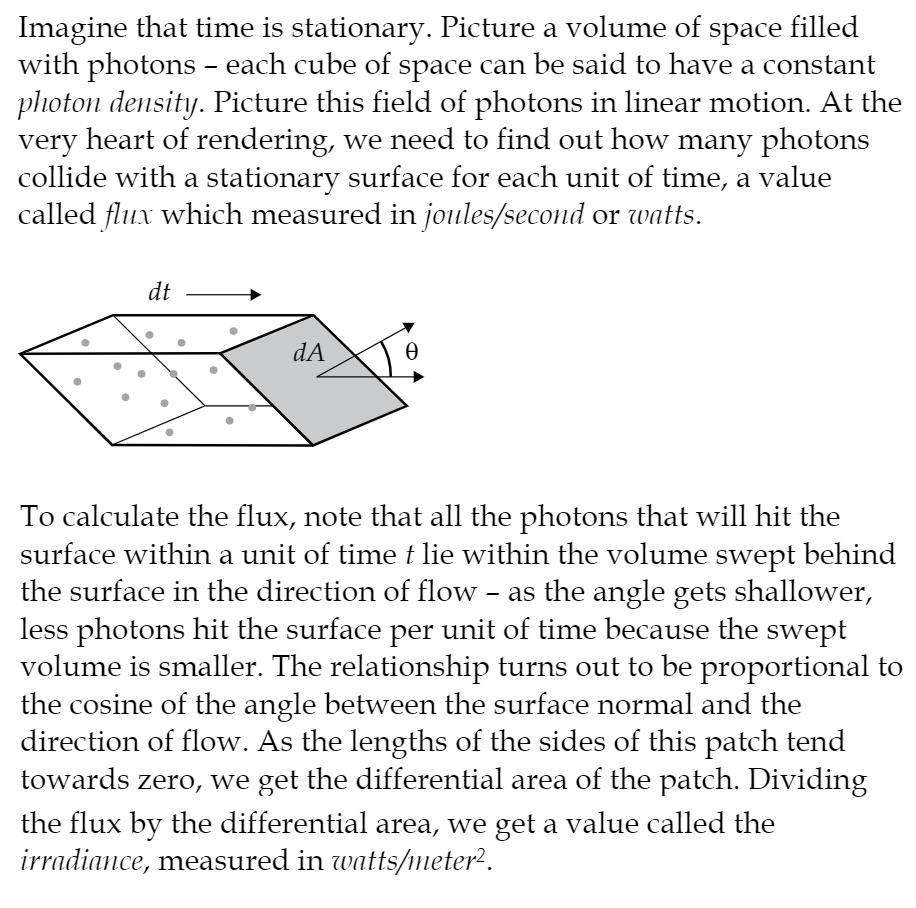 Imagine that time is stationary. Picture a volume of space filled
with photons – each cube of space can be said to have a constant
photon density. Picture this field of photons in linear motion. At the
very heart of rendering, we need to find out how many photons
collide with a stationary surface for each unit of time, a value
called flux which measured in joules/second or watts.
dt
dA
θ
To calculate the flux, note that all the photons that will hit the
surface within a unit of time t lie within the volume swept behind
the surface in the direction of flow – as the angle gets shallower,
less photons hit the surface per unit of time because the swept
volume is smaller. The relationship turns out to be proportional to
the cosine of the angle between the surface normal and the
direction of flow. As the lengths of the sides of this patch tend
towards zero, we get the differential area of the patch. Dividing
the flux by the differential area, we get a value called the
irradiance, measured in watts/meter².